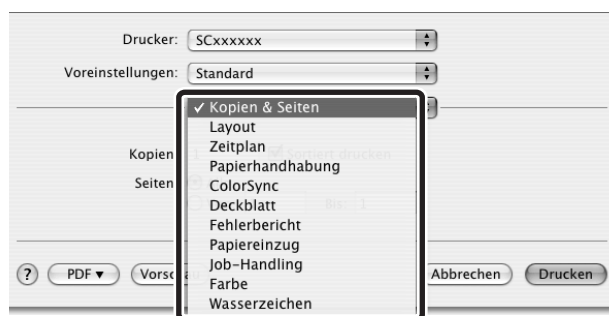 Drucker: SCxxxxxx
Voreinstellungen: Standard
✓ Kopien & Seiten
Layout
Zeitplan
Kopien
Papierhandhabung
Seiten
ColorSync
Deckblatt
Fehlerbericht
Papiereinzug
Job-Handling
Farbe
Wasserzeichen
? PDF ▾ Abbrechen Drucken